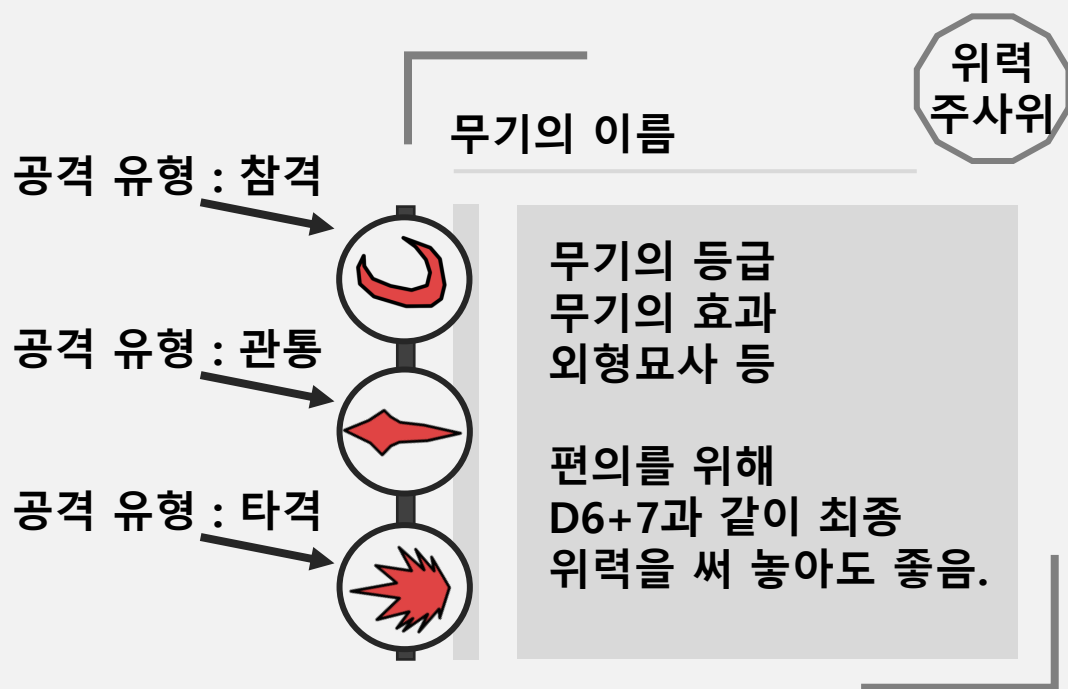 위력
주사위
무기의 이름
공격 유형 : 참격
공격 유형 : 관통
공격 유형 : 타격
무기의 등급
무기의 효과
외형묘사 등
편의를 위해
D6+7과 같이 최종
위력을 써 놓아도 좋음.